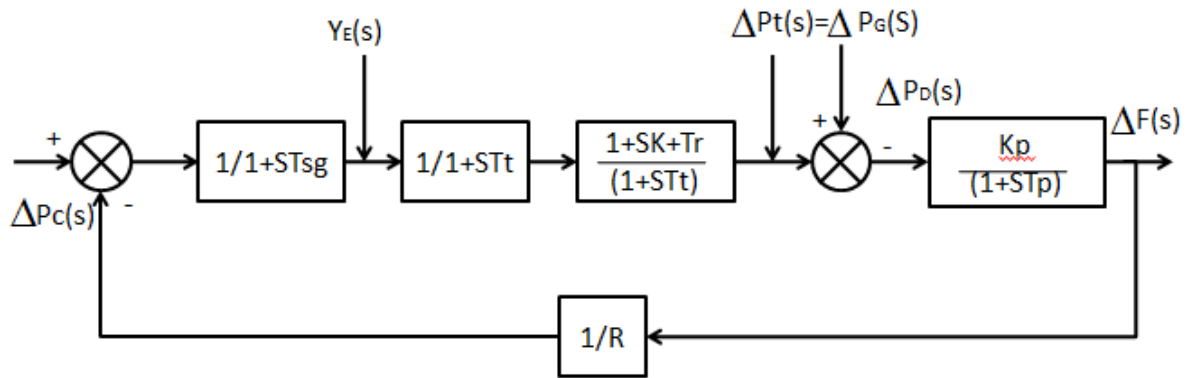 YE(s)
ΔPt(s)=Δ PG(S)
ΔPD(s)
ΔF(s)
+
-
ΔPc(s)
1/1+STsg
1/1+STt
1+SK+Tr
(1+STt)
+
-
Kp
(1+STp)
1/R